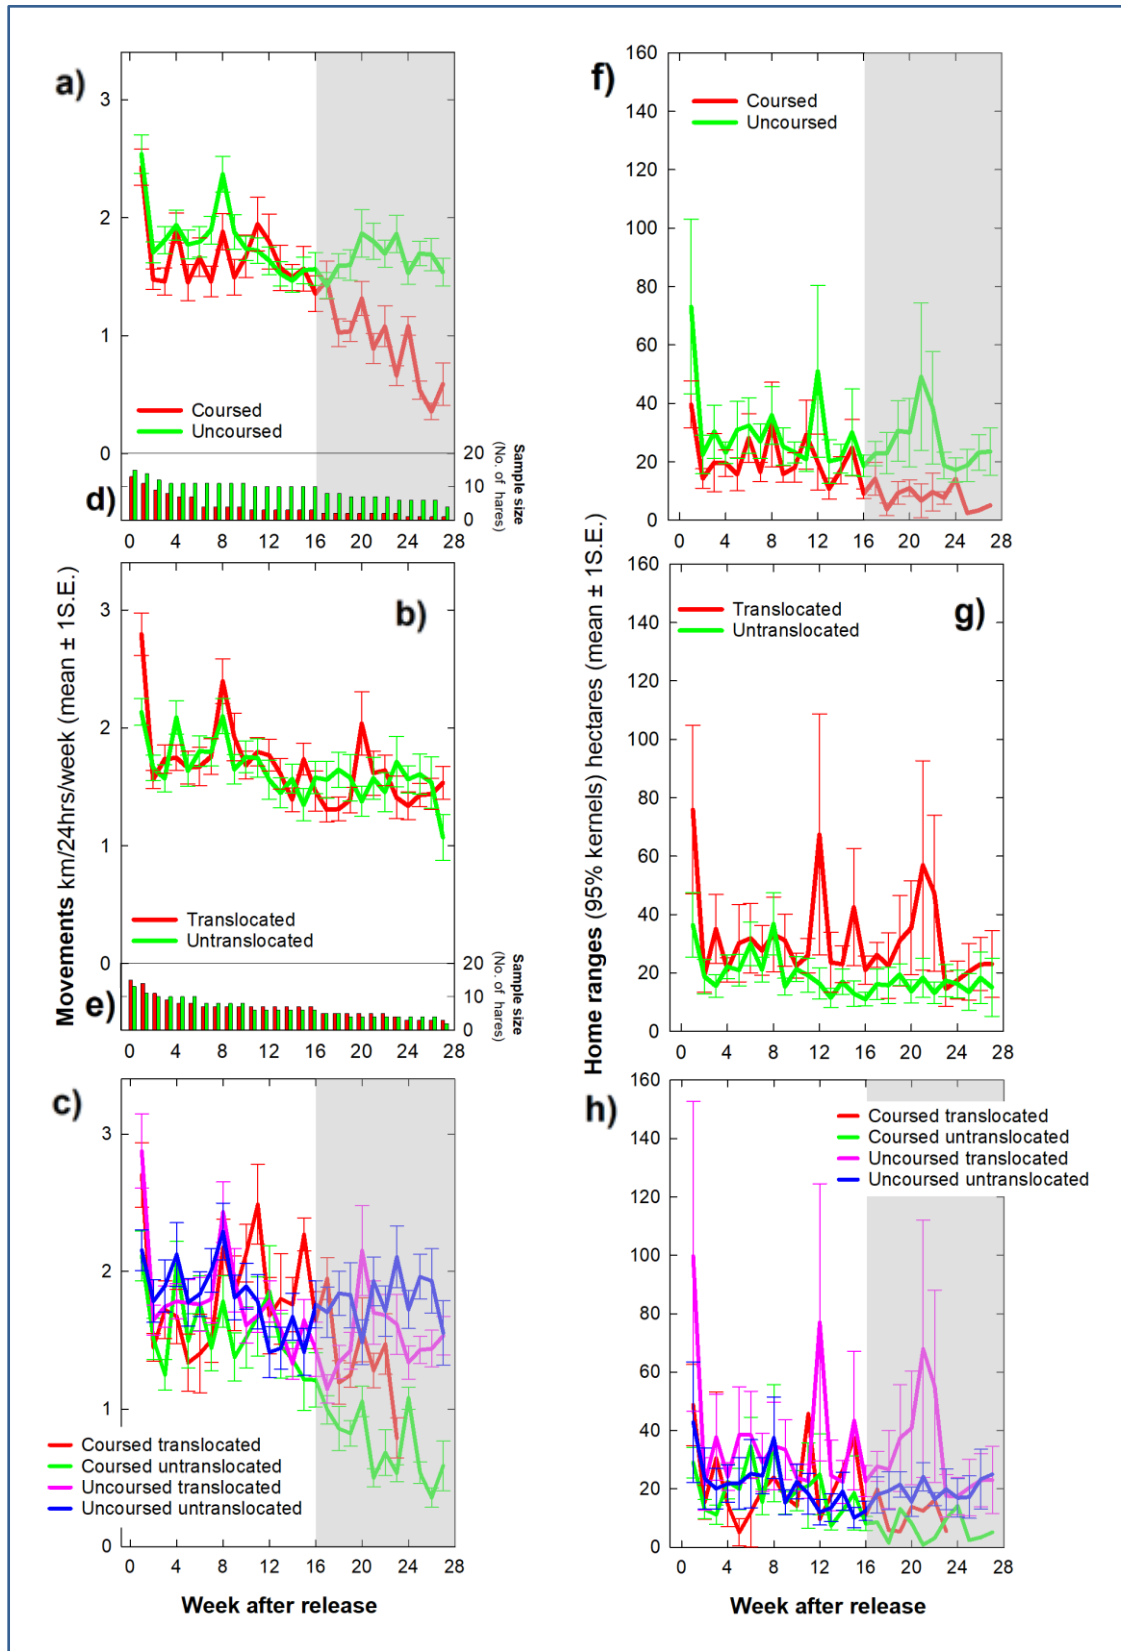 a)
3
2
1
0
Coursed
Uncoursed
d)
20
10
0
Sample size
(No. of hares)
0 4 8 12 16 20 24 28
b)
3
2
1
0
Translocated
Untranslocated
e)
20
10
0
Sample size
(No. of hares)
0 4 8 12 16 20 24 28
Movements km/24hrs/week (mean ± 1S.E.)
c)
3
2
1
0
Coursed translocated
Coursed untranslocated
Uncoursed translocated
Uncoursed untranslocated
0 4 8 12 16 20 24 28
Week after release
f)
160
140
120
100
80
60
40
20
0
Coursed
Uncoursed
0 4 8 12 16 20 24 28
g)
160
140
120
100
80
60
40
20
0
Translocated
Untranslocated
0 4 8 12 16 20 24 28
Home ranges (95% kernels) hectares (mean ± 1S.E.)
h)
160
140
120
100
80
60
40
20
0
Coursed translocated
Coursed untranslocated
Uncoursed translocated
Uncoursed untranslocated
0 4 8 12 16 20 24 28
Week after release